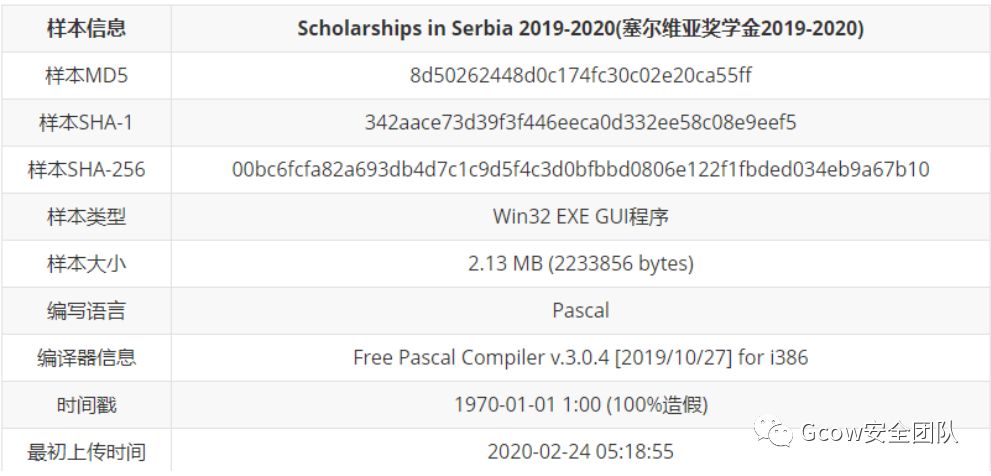 样本信息 Scholarships in Serbia 2019-2020(塞尔维亚奖学金2019-2020)
样本MD5 8d50262448d0c174fc30c02e20ca55ff
样本SHA-1 342aace73d39f3f446eeca0d332ee58c08e9eef5
样本SHA-256 00bc6fcfa82a693db4d7c1c9d5f4c3d0bfbbd0806e122f1fbded034eb9a67b10
样本类型 Win32 EXE GUI程序
样本大小 2.13 MB (2233856 bytes)
编写语言 Pascal
编译器信息 Free Pascal Compiler v.3.0.4 [2019/10/27] for i386
时间戳 1970-01-01 1:00 (100%造假)
最初上传时间 2020-02-24 05:18:55
Gcow安全团队